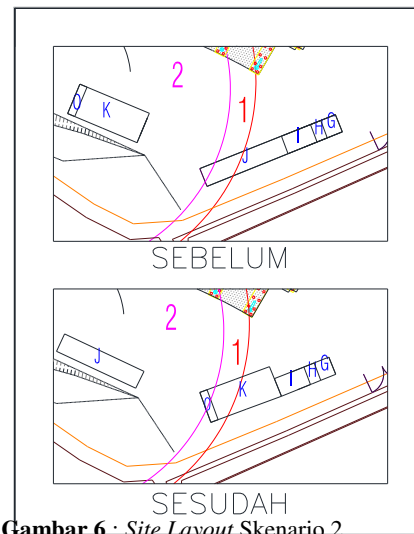 2
O K
1
J I H G
SEBELUM
2
J
1
O K I H G
SESUDAH
Gambar 6 : Site Layout Skenario 2